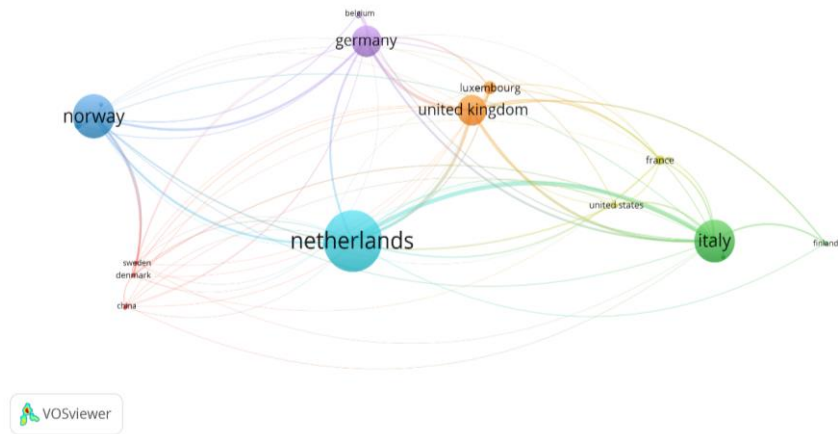 belgium
germany
luxembourg
norway
united kingdom
france
united states
netherlands
italy
finland
sweden
denmark
china
VOSviewer